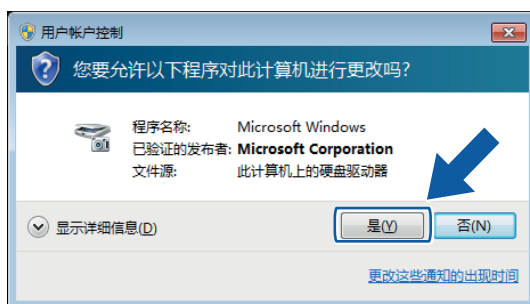 用户帐户控制
您要允许以下程序对此计算机进行更改吗?
程序名称: Microsoft Windows
已验证的发布者: Microsoft Corporation
文件源: 此计算机上的硬盘驱动器
显示详细信息(D) 是(Y) 否(N)
更改这些通知的出现时间